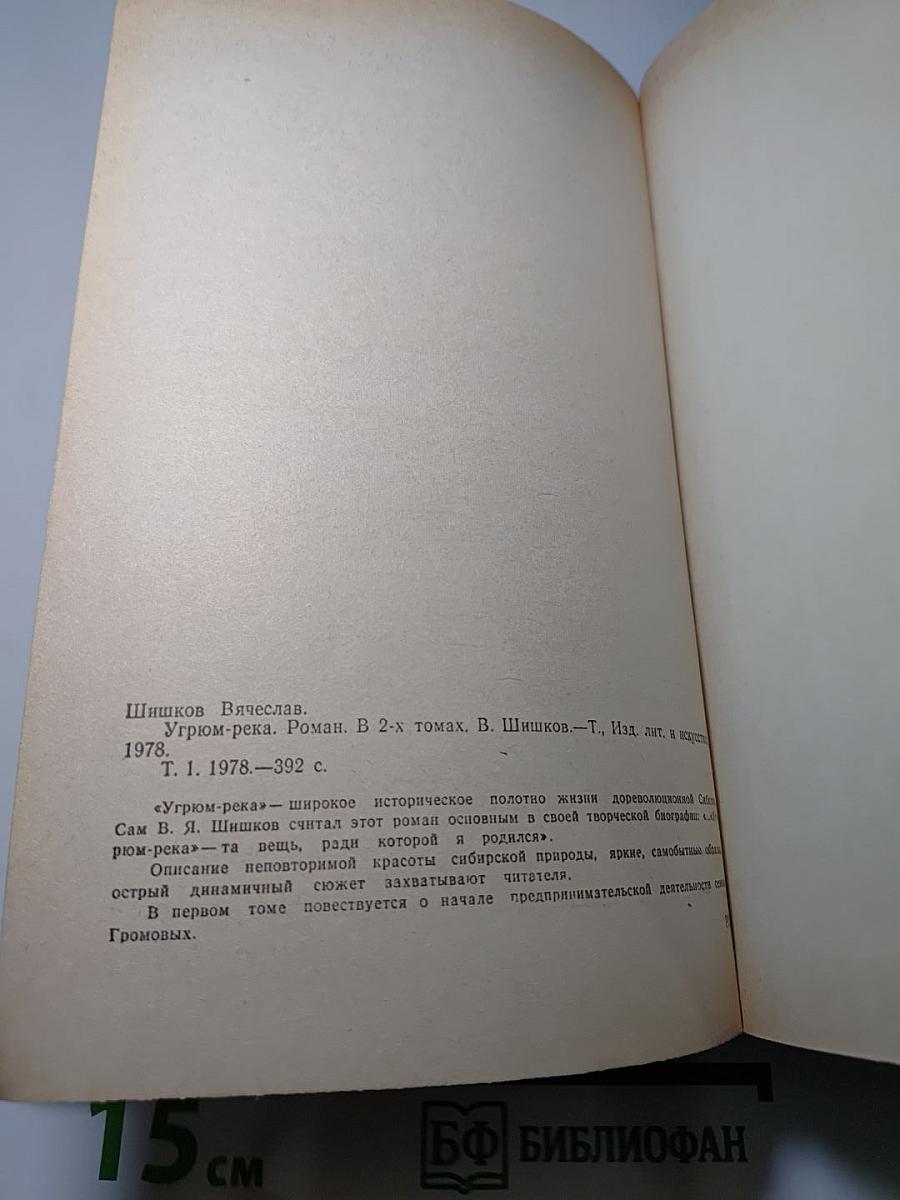 Шишков Вячеслав.
Угрюм-река. Роман. В 2-х томах. В. Шишков.—Т., Изд. лит. и искусства
1978.
Т. 1. 1978.—392 с.
«Угрюм-река»— широкое историческое полотно жизни дореволюционной
Сам В. Я. Шишков считал этот роман основным в своей творческой биографии:
рюм-река»— та вещь, ради которой я родился».
Описание неповторимой красоты сибирской природы, яркие, самобытные
острый динамичный сюжет захватывают читателя.
В первом томе повествуется о начале предпринимательской деятельности
Громовых.
15 см
БФ БИБЛИОФАН